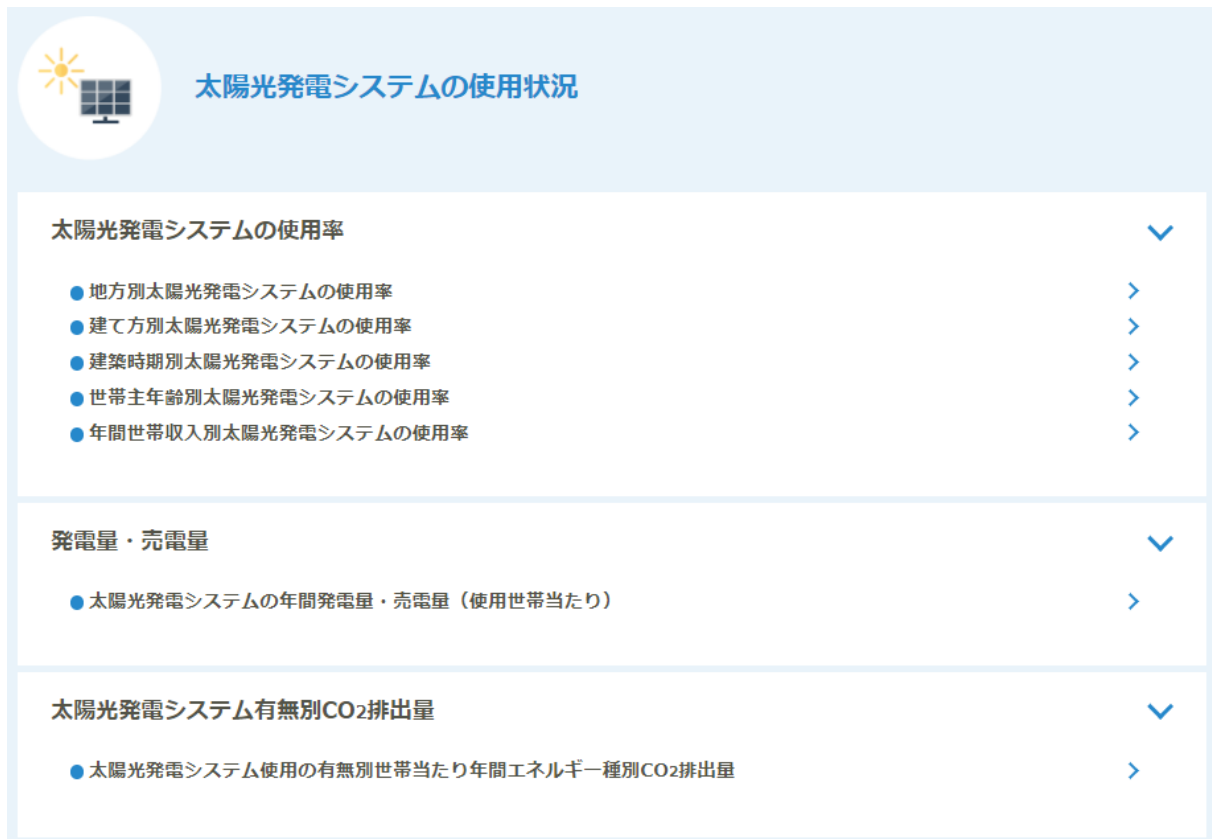 太陽光発電システムの使用状況
太陽光発電システムの使用率
● 地方別太陽光発電システムの使用率
● 建て方別太陽光発電システムの使用率
● 建築時期別太陽光発電システムの使用率
● 世帯主年齢別太陽光発電システムの使用率
● 年間世帯収入別太陽光発電システムの使用率
発電量・売電量
● 太陽光発電システムの年間発電量・売電量（使用世帯当たり）
太陽光発電システム有無別CO2排出量
● 太陽光発電システム使用の有無別世帯当たり年間エネルギー種別CO2排出量